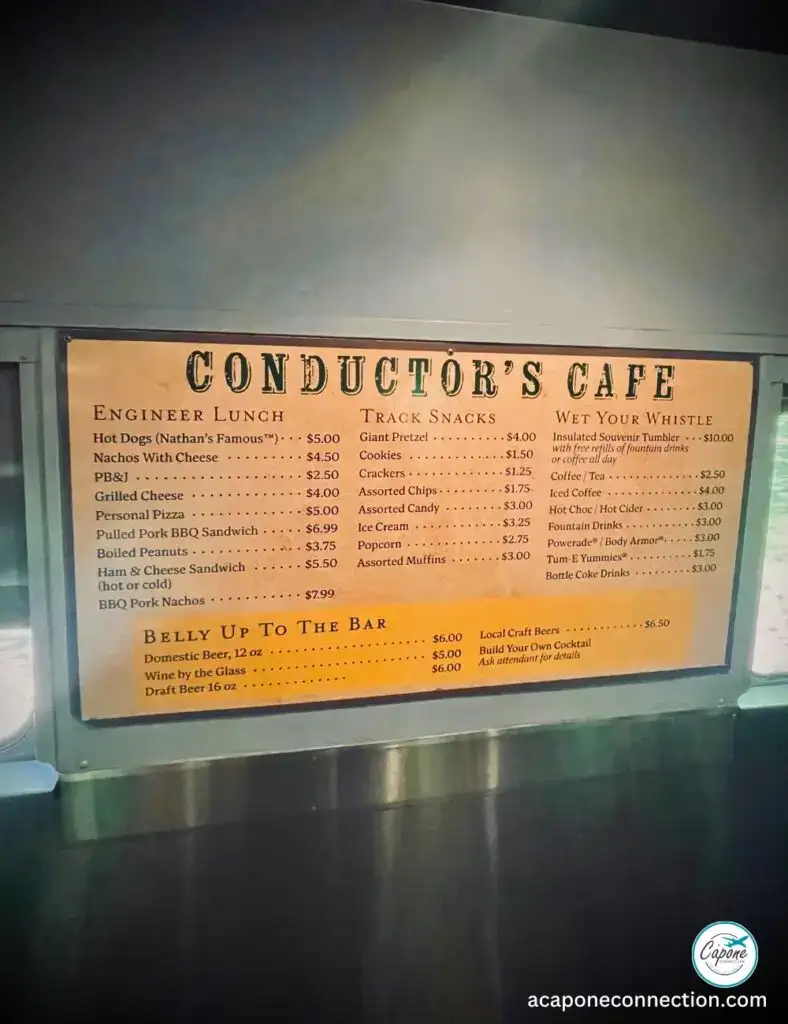 CONDUCTOR'S CAFE
ENGINEER LUNCH
Hot Dogs (Nathan's Famous™) · · · $5.00
Nachos With Cheese · · · · · · · · $4.50
PB&J · · · · · · · · · · · · · · · · · $2.50
Grilled Cheese · · · · · · · · · · · · $4.00
Personal Pizza · · · · · · · · · · · · $5.00
Pulled Pork BBQ Sandwich · · · · · $6.99
Boiled Peanuts · · · · · · · · · · · · $3.75
Ham & Cheese Sandwich · · · · · · $5.50
(hot or cold)
BBQ Pork Nachos · · · · · · · · · · $7.99
TRACK SNACKS
Giant Pretzel · · · · · · · · · $4.00
Cookies · · · · · · · · · · · · $1.50
Crackers · · · · · · · · · · · $1.25
Assorted Chips · · · · · · · · $1.75
Assorted Candy · · · · · · · $3.00
Ice Cream · · · · · · · · · · $3.25
Popcorn · · · · · · · · · · · $2.75
Assorted Muffins · · · · · · $3.00
WET YOUR WHISTLE
Insulated Souvenir Tumbler · · · $10.00
with free refills of fountain drinks
or coffee all day
Coffee / Tea · · · · · · · · · · · $2.50
Iced Coffee · · · · · · · · · · · $4.00
Hot Choc / Hot Cider · · · · · · $3.00
Fountain Drinks · · · · · · · · · $3.00
Powerade® / Body Armor® · · · · $3.00
Tum-E Yummies® · · · · · · · · $1.75
Bottle Coke Drinks · · · · · · · $3.00
BELLY UP TO THE BAR
Domestic Beer, 12 oz · · · · · · · · · · · $6.00
Wine by the Glass · · · · · · · · · · · · · $5.00
Draft Beer 16 oz · · · · · · · · · · · $6.00
Local Craft Beers · · · · · · · · · · $6.50
Build Your Own Cocktail
Ask attendant for details
Capone
acaponeconnection.com